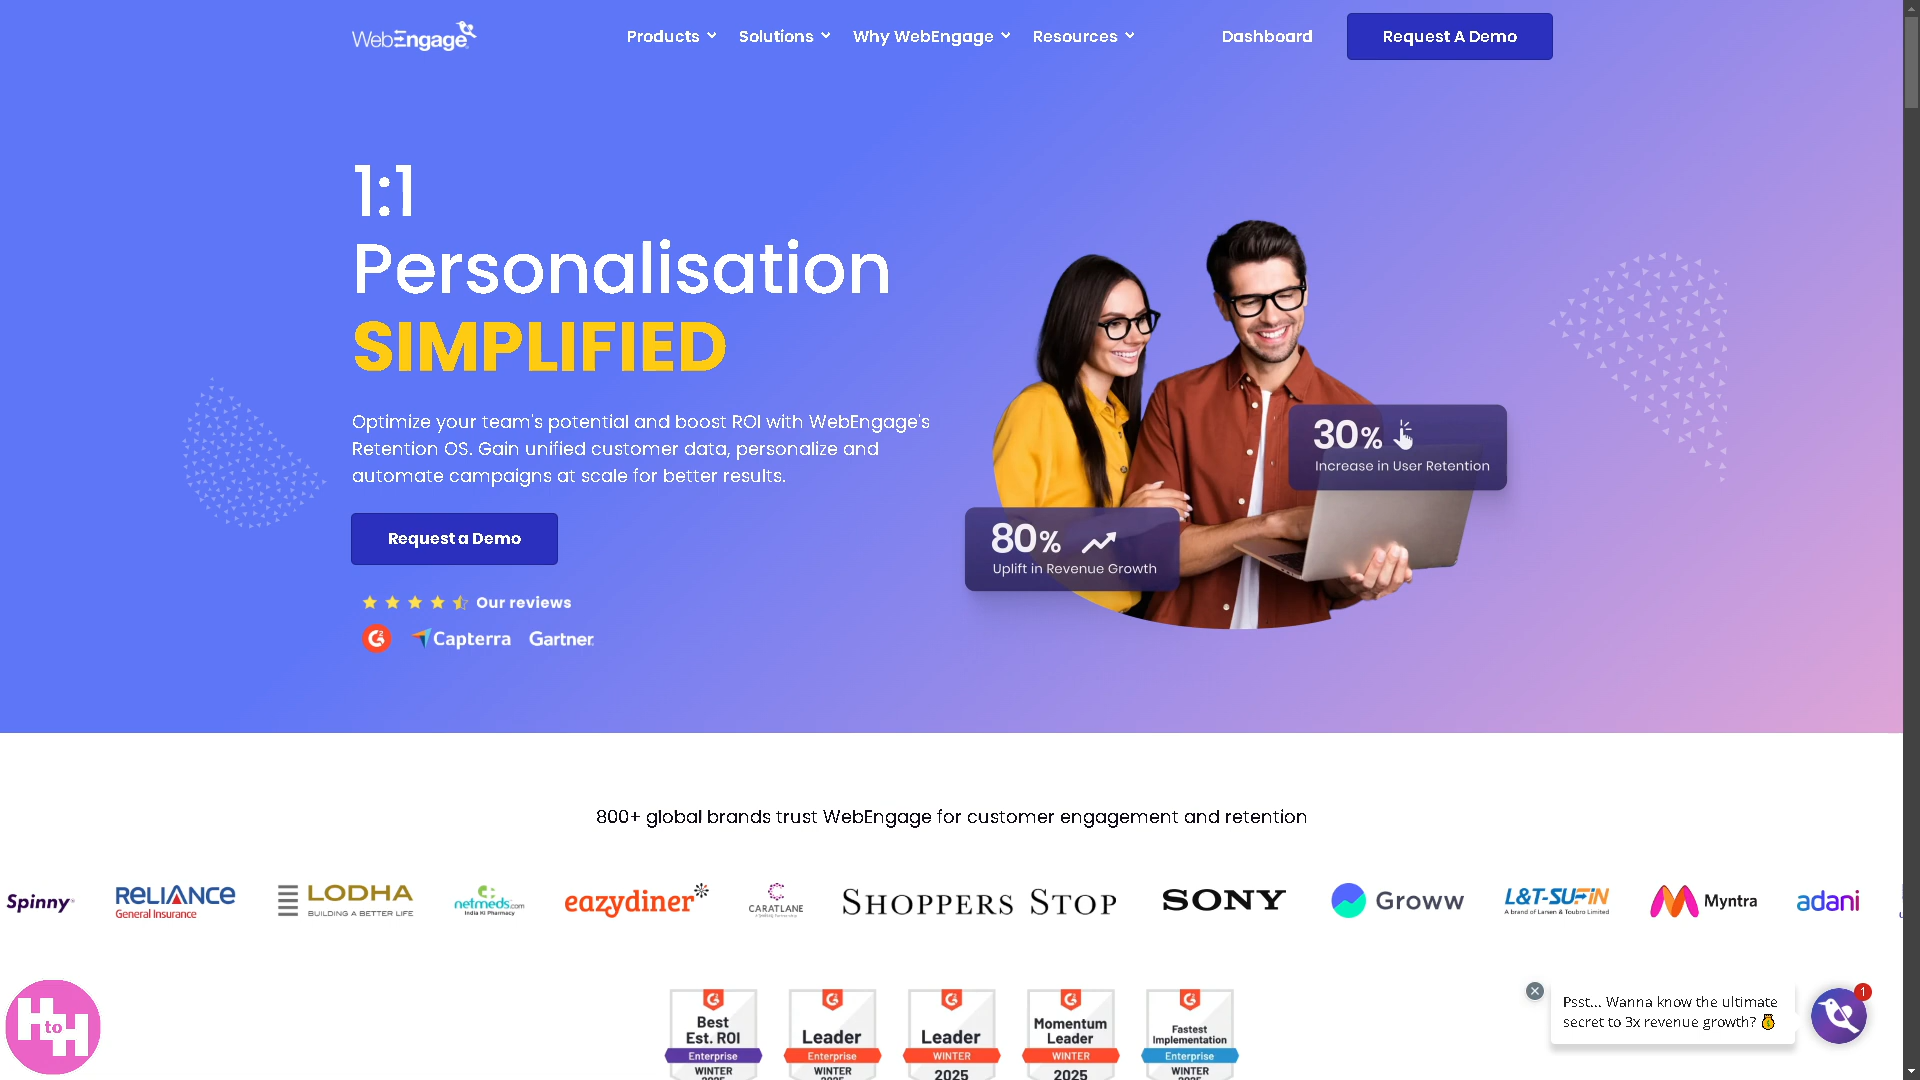 WebEngage
Products
Solutions
Why WebEngage
Resources
Dashboard
Request A Demo
1:1
Personalisation
SIMPLIFIED
Optimize your team's potential and boost ROI with WebEngage's
Retention OS. Gain unified customer data, personalize and
automate campaigns at scale for better results.
Request a Demo
Our reviews
Capterra
Gartner
30%
Increase in User Retention
80%
Uplift in Revenue Growth
800+ global brands trust WebEngage for customer engagement and retention
Spinny
RELIANCE
General Insurance
LODHA
BUILDING A BETTER LIFE
netmeds.com
India Ki Pharmacy
eazydiner
CARATLANE
SHOPPERS STOP
SONY
Groww
L&T-SUFIN
A brand of Larsen & Toubro Limited
Myntra
adani
H to H
Best
Est. ROI
Enterprise
WINTER
2025
Leader
Enterprise
WINTER
2025
Leader
WINTER
2025
Momentum
Leader
WINTER
2025
Fastest
Implementation
Enterprise
WINTER
2025
Psst... Wanna know the ultimate
secret to 3x revenue growth? 💰
1